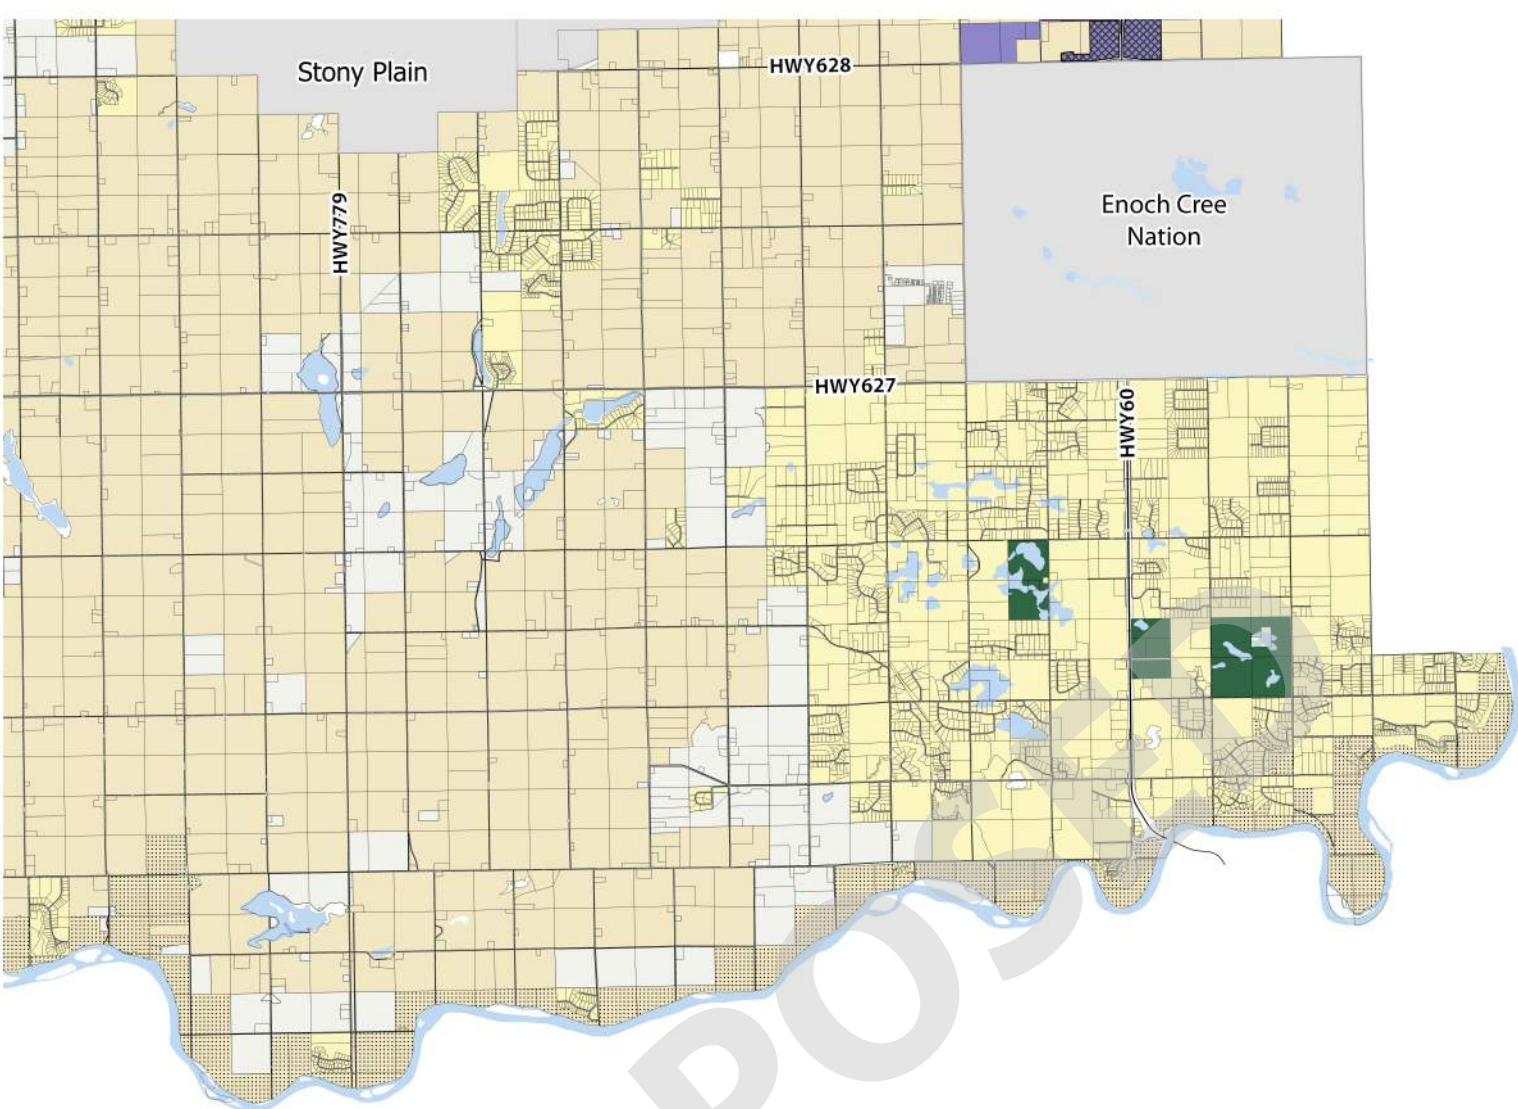 Stony Plain
HWY628
HWY779
Enoch Cree
Nation
HWY627
HWY60
POSED